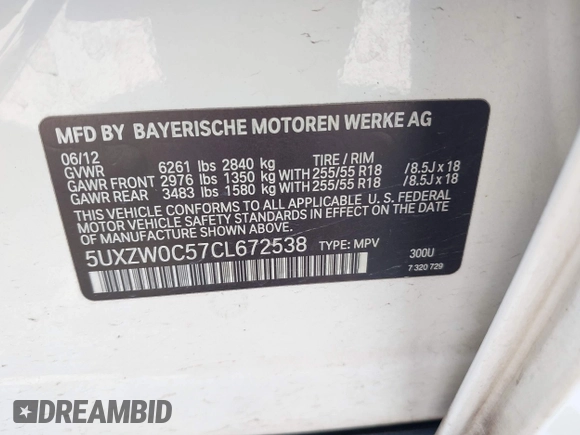 MFD BY BAYERISCHE MOTOREN WERKE AG
06/12
GVWR 6261 lbs 2840 kg TIRE / RIM
GAWR FRONT 2976 lbs 1350 kg WITH 255/55 R18 /8.5J x 18
GAWR REAR 3483 lbs 1580 kg WITH 255/55 R18 /8.5J x 18
THIS VEHICLE CONFORMS TO ALL APPLICABLE U. S. FEDERAL
MOTOR VEHICLE SAFETY STANDARDS IN EFFECT ON THE DATE OF
MANUFACTURE SHOWN ABOVE.
5UXZW0C57CL672538 TYPE: MPV 300U
7 320 729
DREAMBID